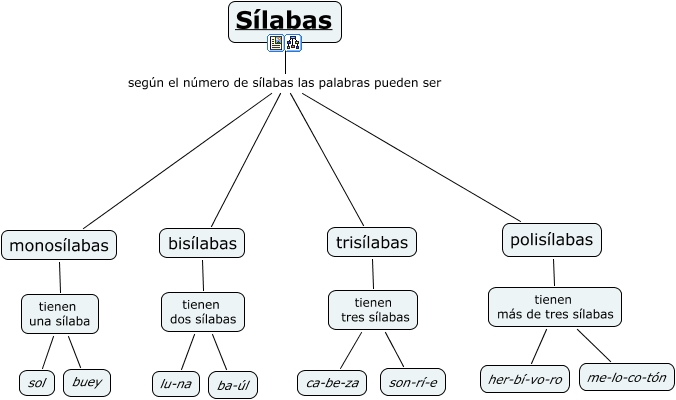 Sílabas
según el número de sílabas las palabras pueden ser
monosílabas
bisílabas
trisílabas
polisílabas
tienen
una sílaba
tienen
dos sílabas
tienen
tres sílabas
tienen
más de tres sílabas
sol
buey
lu-na
ba-úl
ca-be-za
son-rí-e
her-bí-vo-ro
me-lo-co-tón